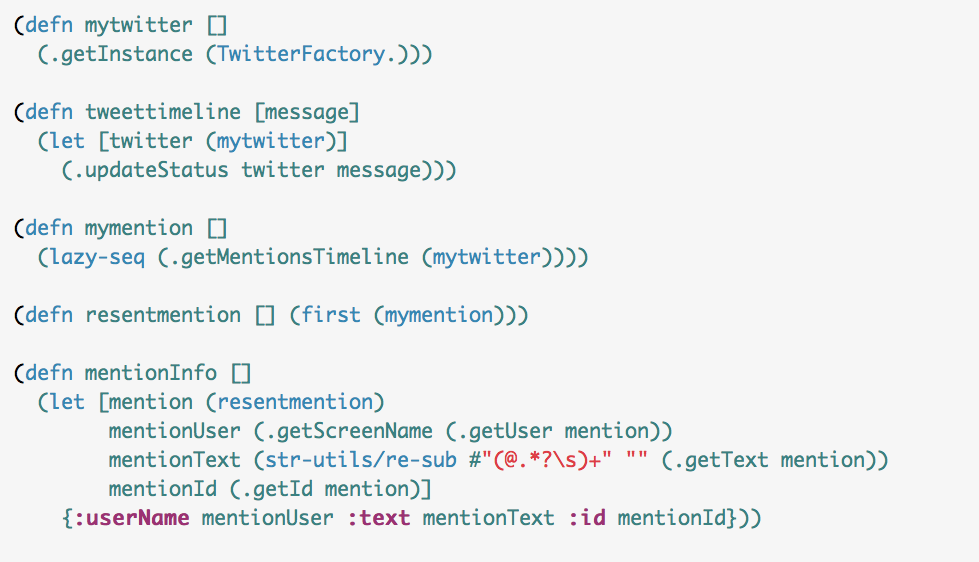 (defn mytwitter []
  (.getInstance (TwitterFactory.)))

(defn tweettimeline [message]
  (let [twitter (mytwitter)]
    (.updateStatus twitter message)))

(defn mymention []
  (lazy-seq (.getMentionsTimeline (mytwitter))))

(defn resentmention [] (first (mymention)))

(defn mentionInfo []
  (let [mention (resentmention)
        mentionUser (.getScreenName (.getUser mention))
        mentionText (str-utils/re-sub #"(@.*?\s)+" "" (.getText mention))
        mentionId (.getId mention)]
    {:userName mentionUser :text mentionText :id mentionId}))